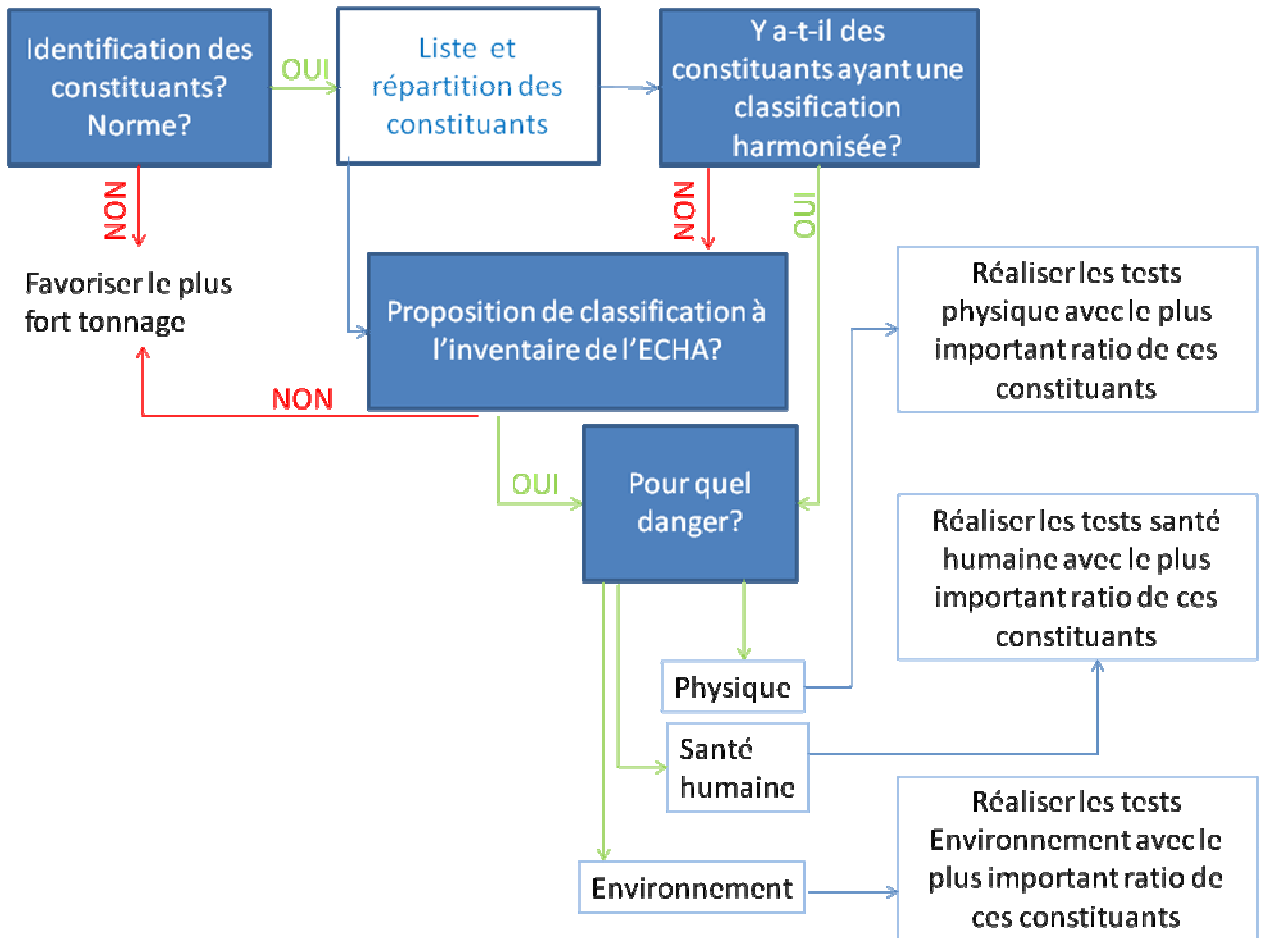 Identification des
constituants?
Norme?
OUI
Liste et
répartition des
constituants
Y a-t-il des
constituants ayant une
classification
harmonisée?
NON
NON
OUI
Favoriser le plus
fort tonnage
Proposition de classification à
l'inventaire de l'ECHA?
NON
Réaliser les tests
physique avec le plus
important ratio de ces
constituants
OUI
Pour quel
danger?
Réaliser les tests santé
humaine avec le plus
important ratio de ces
constituants
Physique
Santé
humaine
Environnement
Réaliser les tests
Environnement avec le
plus important ratio de
ces constituants